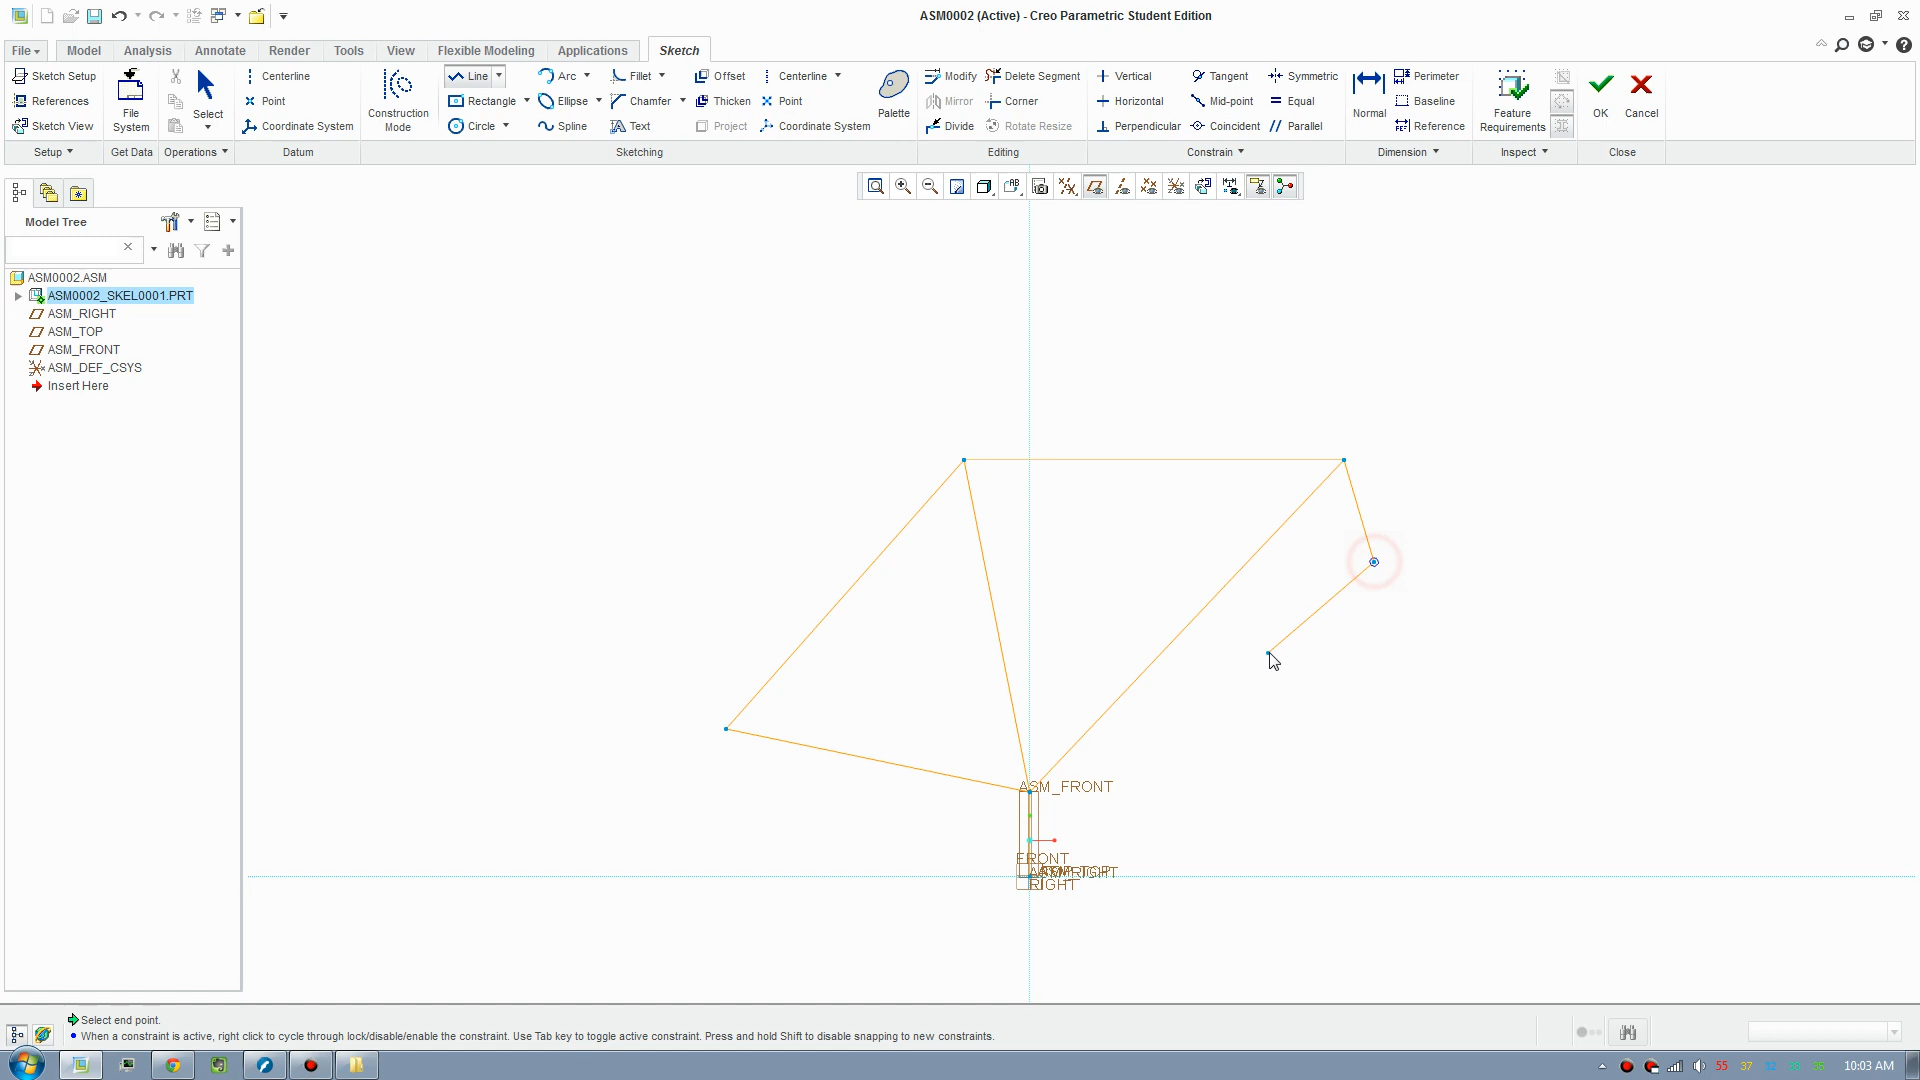 ASM0002 (Active) - Creo Parametric Student Edition
File Model Analysis Annotate Render Tools View Flexible Modeling Applications Sketch
Sketch Setup
References
Sketch View
Setup
File System
Get Data
Select
Operations
Centerline
Point
Coordinate System
Datum
Construction Mode
Line Arc Fillet Offset Centerline
Rectangle Ellipse Chamfer Thicken Point
Circle Spline Text Project Coordinate System
Palette
Sketching
Modify Delete Segment
Mirror Corner
Divide Rotate Resize
Editing
Vertical Tangent Symmetric
Horizontal Mid-point Equal
Perpendicular Coincident Parallel
Constrain
Normal
Perimeter
Baseline
Reference
Dimension
Feature Requirements
Inspect
OK Cancel
Close
Model Tree
ASM0002.ASM
ASM0002_SKEL0001.PRT
ASM_RIGHT
ASM_TOP
ASM_FRONT
ASM_DEF_CSYS
Insert Here
ASM_FRONT
FRONT
RIGHT
Select end point.
When a constraint is active, right click to cycle through lock/disable/enable the constraint. Use Tab key to toggle active constraint. Press and hold Shift to disable snapping to new constraints.
55 37
10:03 AM